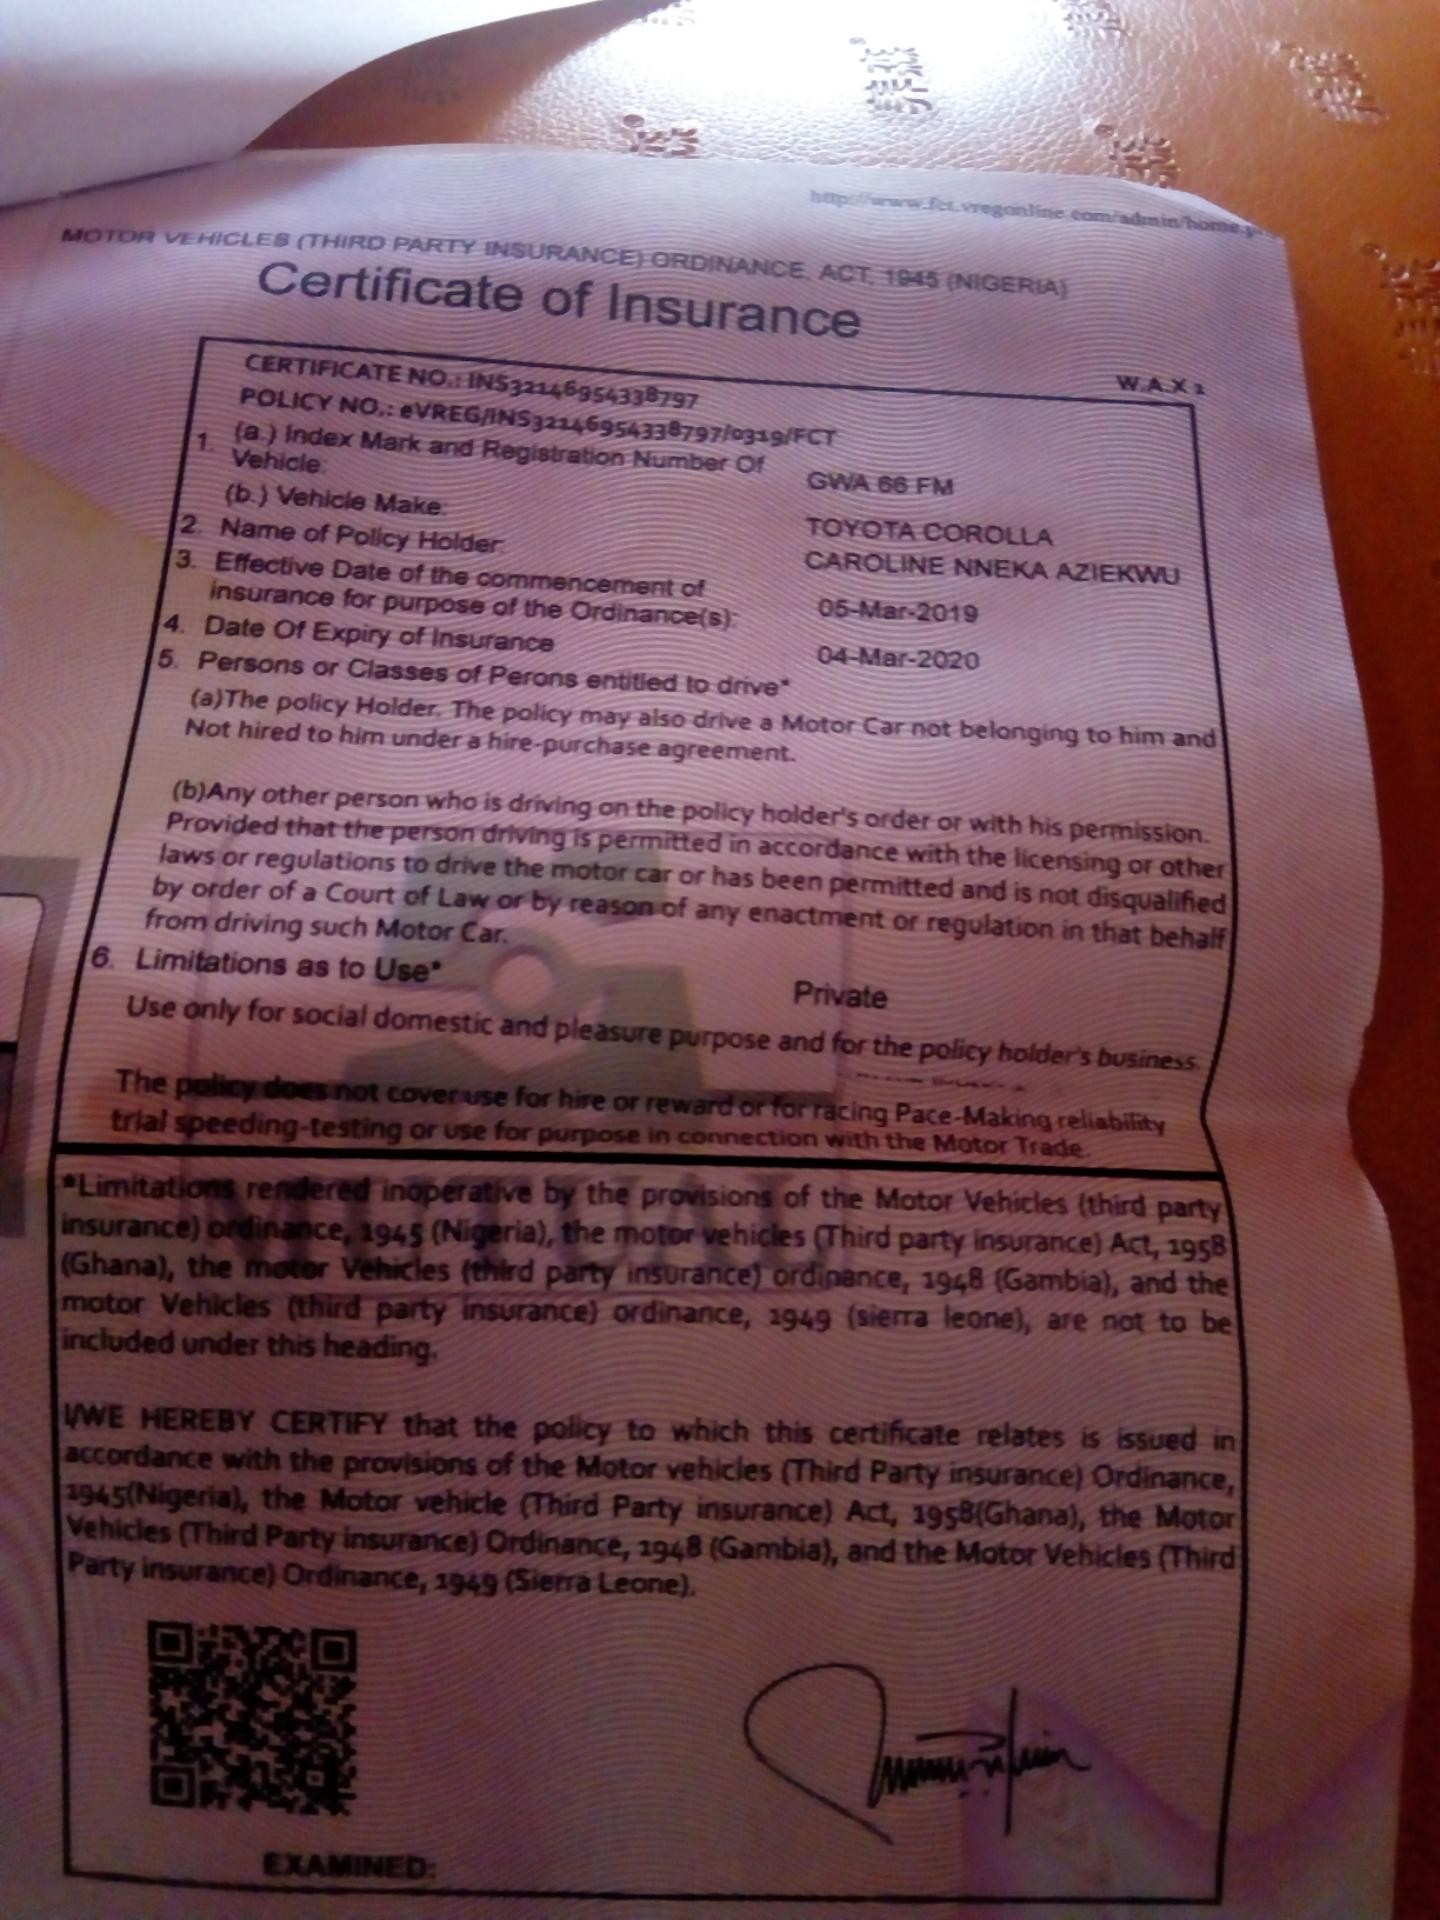 http://www.fct.vregonline.com/admin/home.
MOTOR VEHICLES (THIRD PARTY INSURANCE) ORDINANCE, ACT, 1945 (NIGERIA)
Certificate of Insurance
W.A.X 1
CERTIFICATE NO.: INS32146954338797
POLICY NO.: eVREG/INS32146954338797/0319/FCT
1. (a.) Index Mark and Registration Number Of
Vehicle: GWA 66 FM
(b.) Vehicle Make: TOYOTA COROLLA
2. Name of Policy Holder: CAROLINE NNEKA AZIEKWU
3. Effective Date of the commencement of
insurance for purpose of the Ordinance(s): 05-Mar-2019
4. Date Of Expiry of Insurance 04-Mar-2020
5. Persons or Classes of Perons entitled to drive*
(a)The policy Holder. The policy may also drive a Motor Car not belonging to him and
Not hired to him under a hire-purchase agreement.
(b)Any other person who is driving on the policy holder's order or with his permission.
Provided that the person driving is permitted in accordance with the licensing or other
laws or regulations to drive the motor car or has been permitted and is not disqualified
by order of a Court of Law or by reason of any enactment or regulation in that behalf
from driving such Motor Car.
6. Limitations as to Use* Private
Use only for social domestic and pleasure purpose and for the policy holder's business.
The policy does not cover use for hire or reward or for racing Pace-Making reliability
trial speeding-testing or use for purpose in connection with the Motor Trade.
*Limitations rendered inoperative by the provisions of the Motor Vehicles (third party
insurance) ordinance, 1945 (Nigeria), the motor vehicles (Third party insurance) Act, 1958
(Ghana), the motor Vehicles (third party insurance) ordinance, 1948 (Gambia), and the
motor Vehicles (third party insurance) ordinance, 1949 (sierra leone), are not to be
included under this heading.
I/WE HEREBY CERTIFY that the policy to which this certificate relates is issued in
accordance with the provisions of the Motor vehicles (Third Party insurance) Ordinance,
1945(Nigeria), the Motor vehicle (Third Party insurance) Act, 1958(Ghana), the Motor
Vehicles (Third Party insurance) Ordinance, 1948 (Gambia), and the Motor Vehicles (Third
Party insurance) Ordinance, 1949 (Sierra Leone).
EXAMINED: